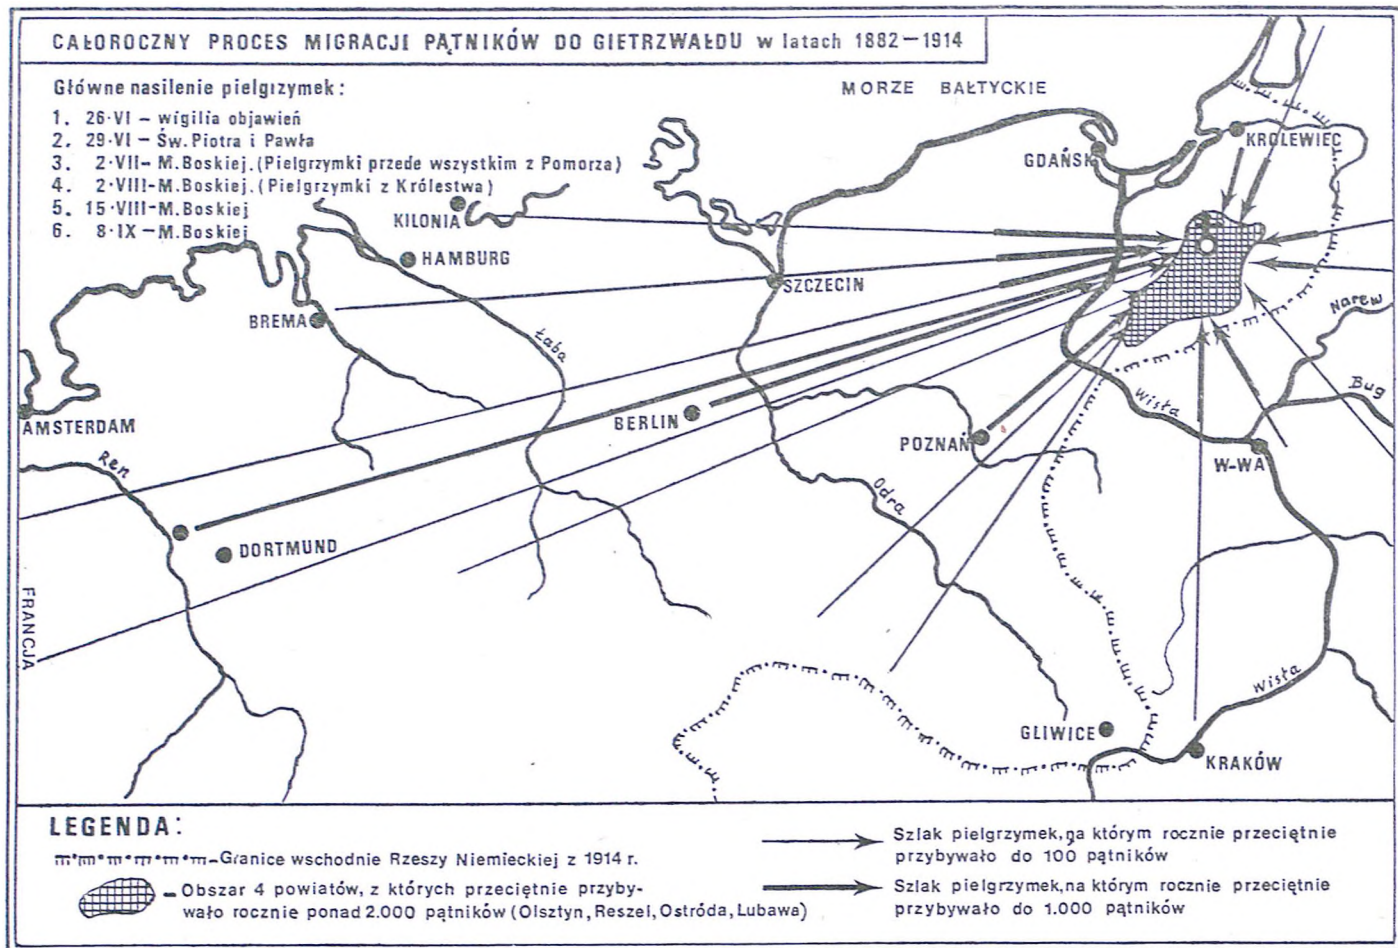 CAŁOROCZNY PROCES MIGRACJI PĄTNIKÓW DO GIETRZWAŁDU w latach 1882–1914
Główne nasilenie pielgrzymek:
1. 26·VI – wigilia objawień
2. 29·VI – Św. Piotra i Pawła
3. 2·VII– M.Boskiej.(Pielgrzymki przede wszystkim z Pomorza)
4. 2·VIII-M.Boskiej.(Pielgrzymki z Królestwa)
5. 15·VIII-M.Boskiej
6. 8·IX –M.Boskiej
MORZE BAŁTYCKIE
KRÓLEWIEC
GDAŃSK
KILONIA
HAMBURG
SZCZECIN
BREMA
Narew
Łaba
Bug
AMSTERDAM
BERLIN
Wisła
POZNAŃ
W-WA
Ren
Odra
DORTMUND
FRANCJA
Wisła
GLIWICE
KRAKÓW
LEGENDA:
–Granice wschodnie Rzeszy Niemieckiej z 1914 r.
– Obszar 4 powiatów, z których przeciętnie przyby-
wało rocznie ponad 2.000 pątników (Olsztyn, Reszel, Ostróda, Lubawa)
Szlak pielgrzymek,na którym rocznie przeciętnie
przybywało do 100 pątników
Szlak pielgrzymek,na którym rocznie przeciętnie
przybywało do 1.000 pątników